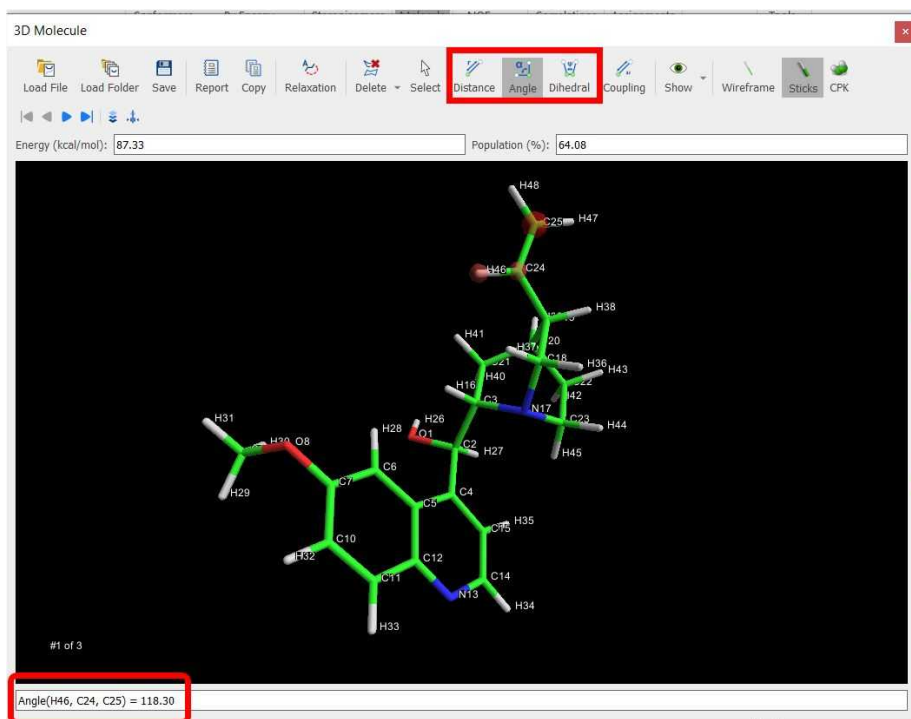 3D Molecule
Load File Load Folder Save Report Copy Relaxation Delete Select Distance Angle Dihedral Coupling Show Wireframe Sticks CPK
Energy (kcal/mol): 87.33 Population (%): 64.08
H48
C25 H47
H46 C24
H38
H41 H37 20
C18 H36
H40 H43
H16 C3 42
N17 C23
H31 H26 H44
H28 O1
O8 C2 H27 H45
C6
H29 C7 C4
C5 H35
C10 C15
H32 C12
C11 C14
N13 H34
H33
#1 of 3
Angle(H46, C24, C25) = 118.30